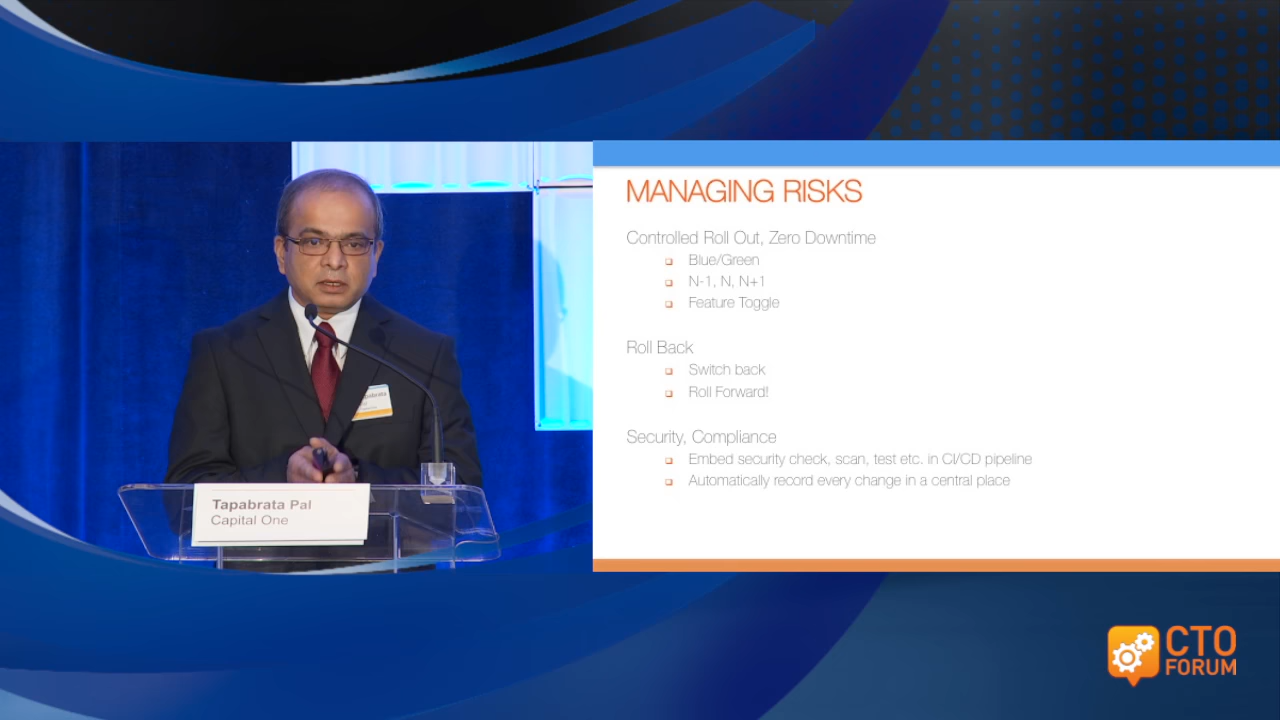 MANAGING RISKS
Controlled Roll Out, Zero Downtime
Blue/Green
N-1, N, N+1
Feature Toggle
Roll Back
Switch back
Roll Forward!
Security, Compliance
Embed security check, scan, test etc. in CI/CD pipeline
Automatically record every change in a central place
Tapabrata Pal
Capital One
CTO
FORUM